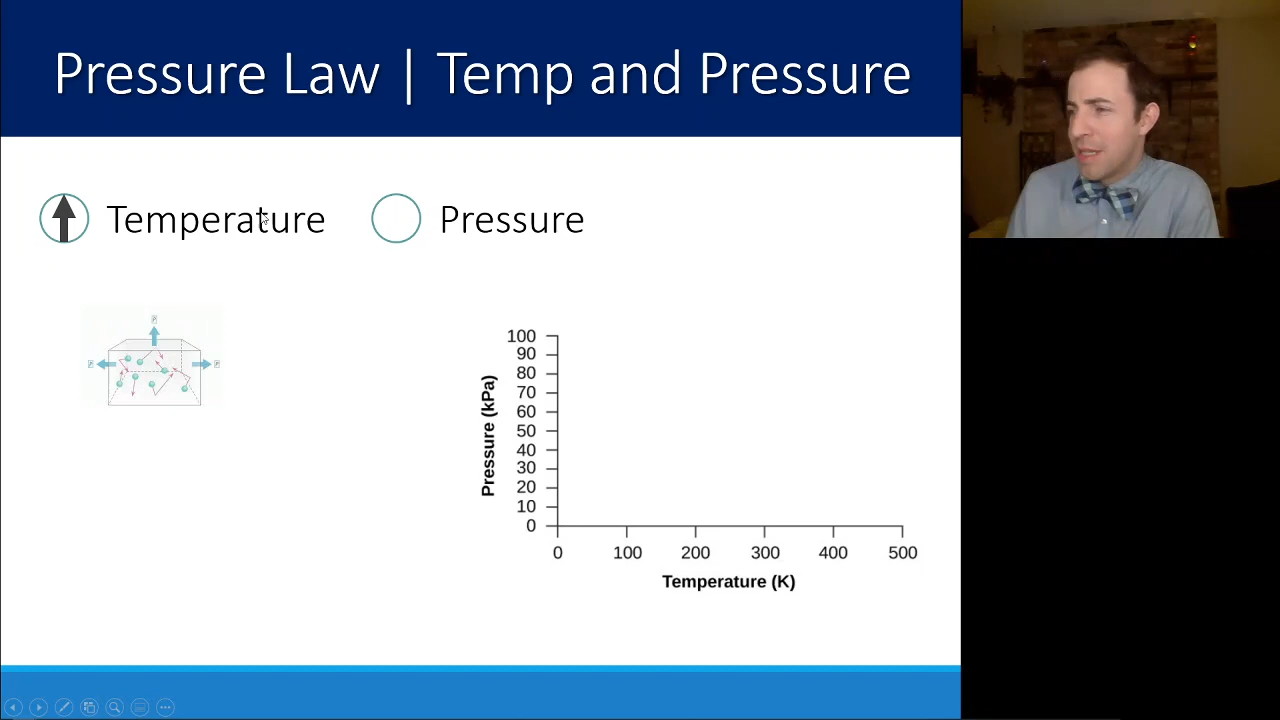 Pressure Law | Temp and Pressure
Temperature
Pressure
P
P
P
Pressure (kPa)
100
90
80
70
60
50
40
30
20
10
0
0 100 200 300 400 500
Temperature (K)